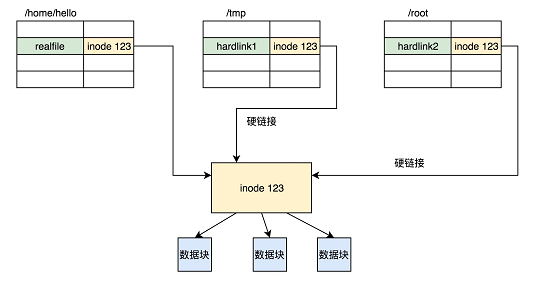 /home/hello
/tmp
/root
realfile
inode 123
hardlink1
inode 123
hardlink2
inode 123
硬链接
硬链接
inode 123
数据块
数据块
数据块